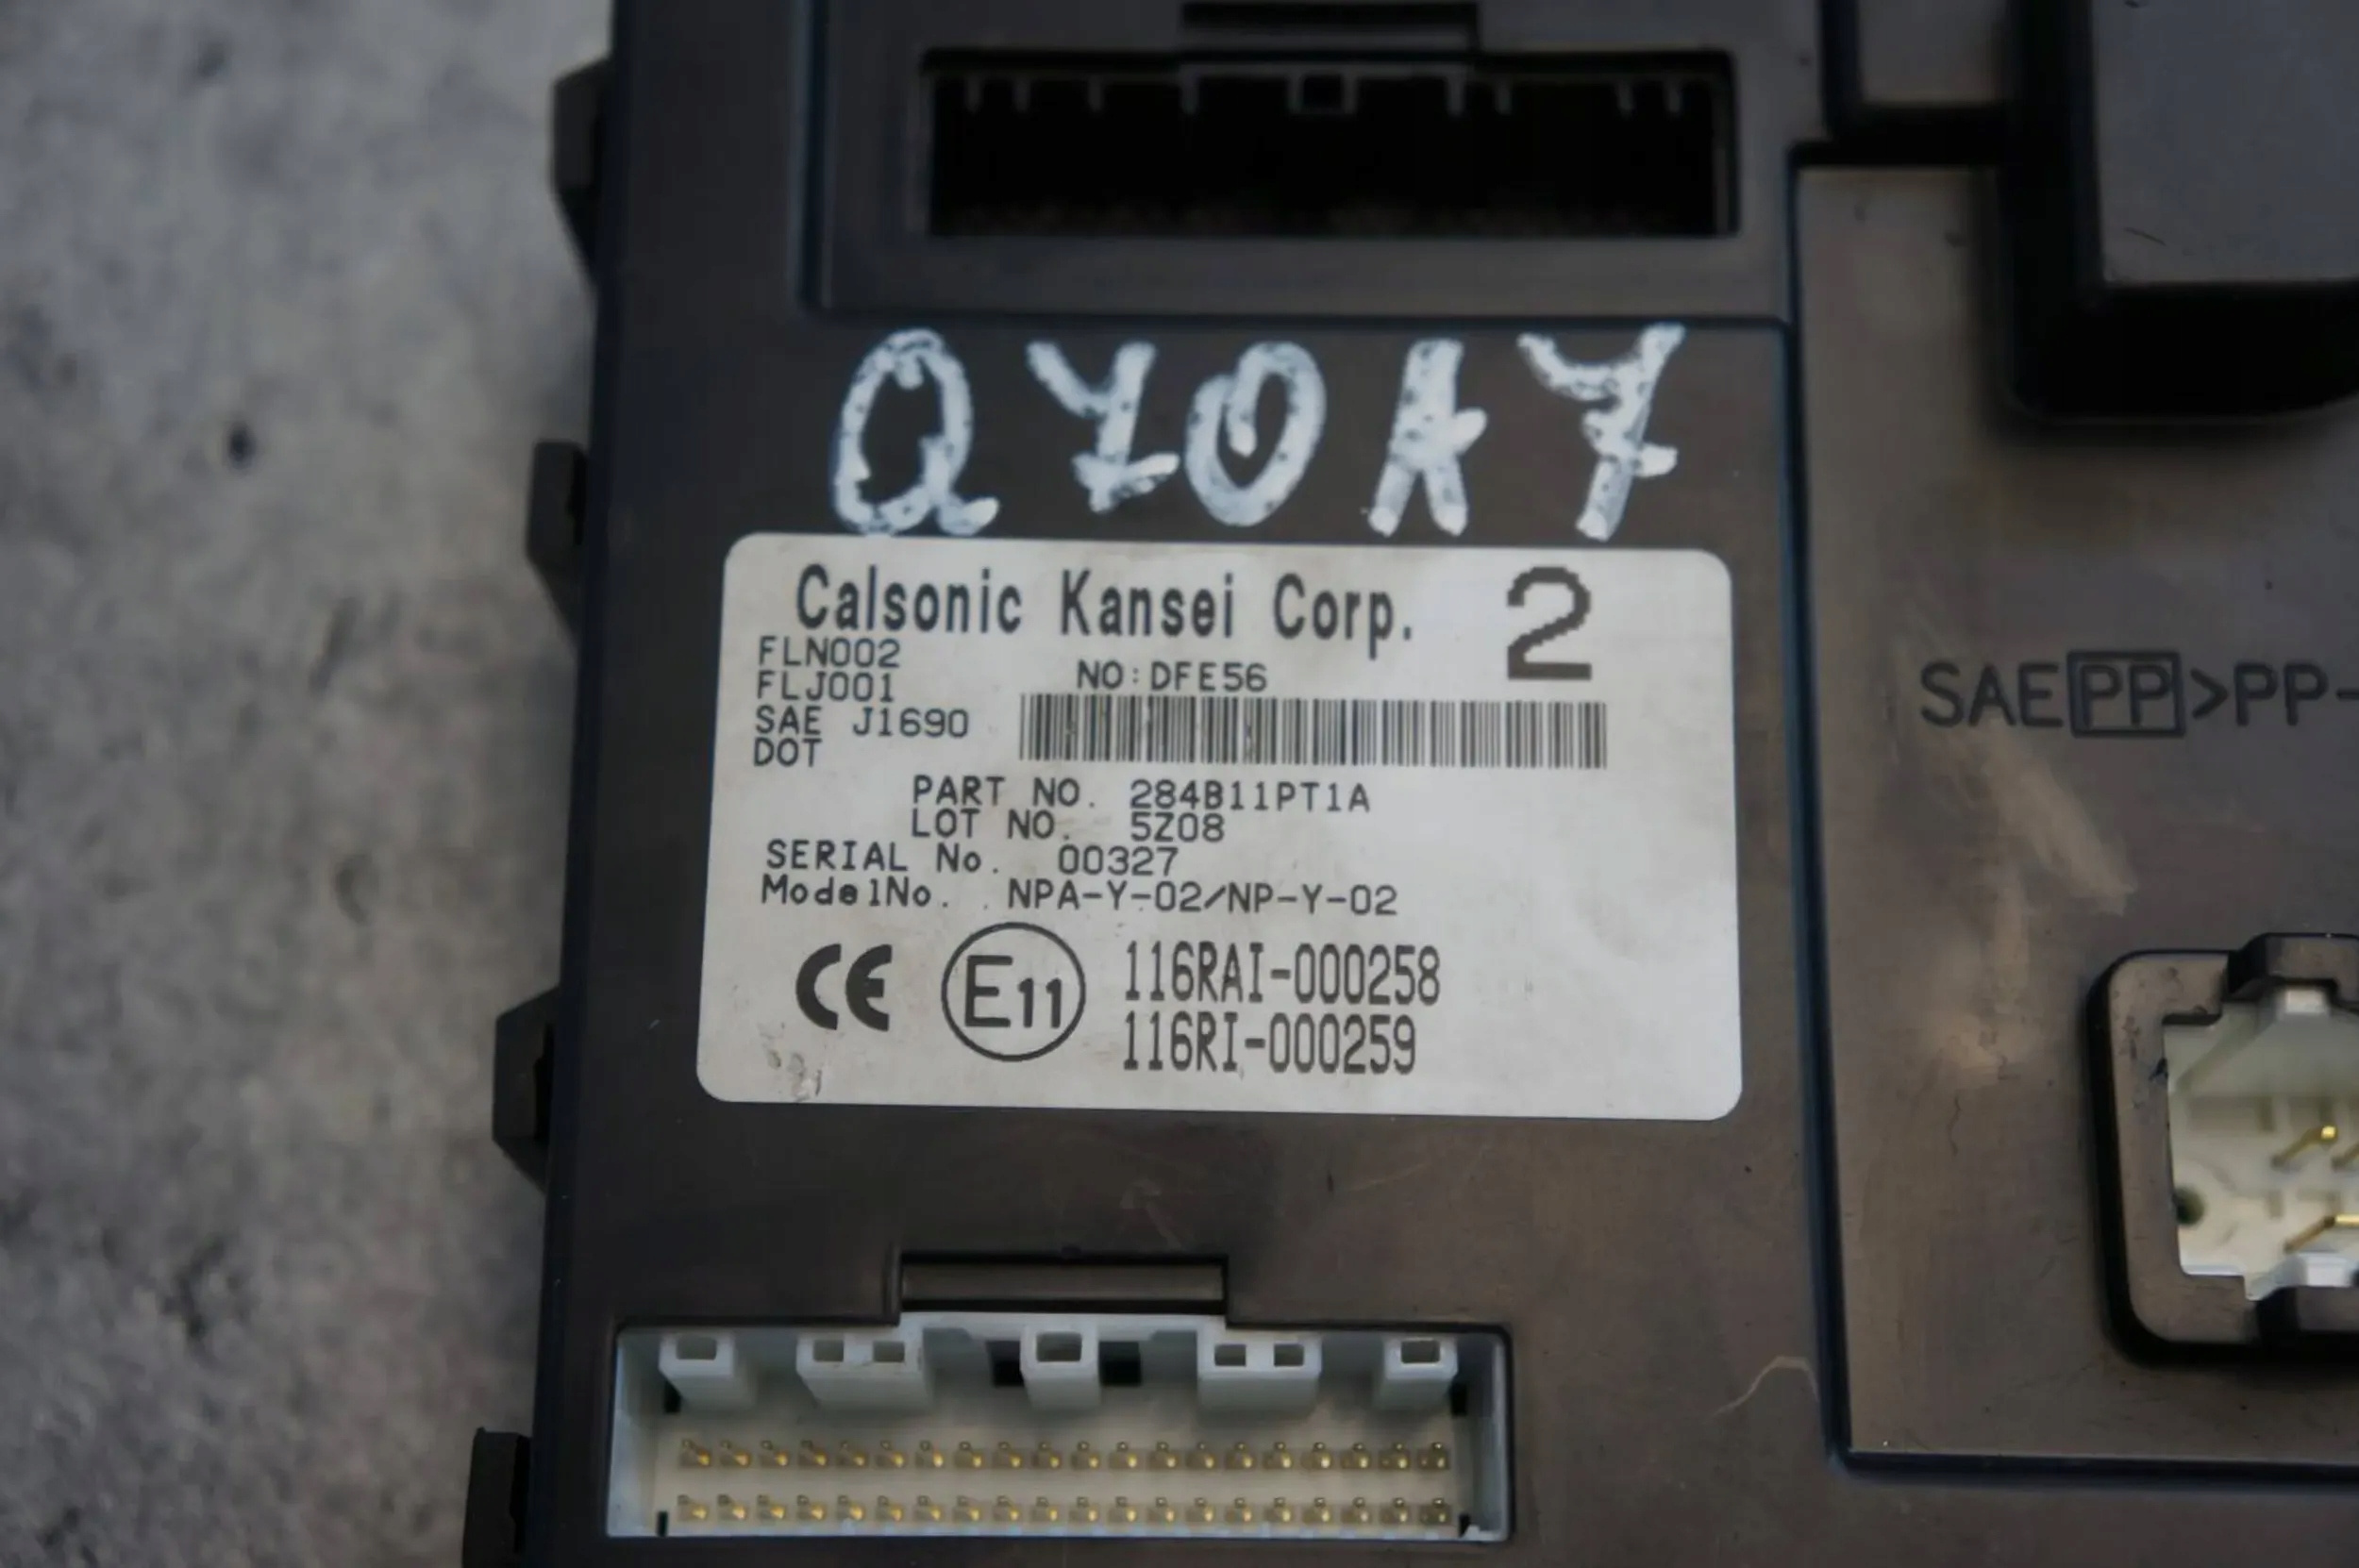 Q70A7
Calsonic Kansei Corp. 2
FLN002
FLJ001 NO:DFE56
SAE J1690
DOT
PART NO. 284B11PT1A
LOT NO. 5Z08
SERIAL No. 00327
ModelNo. NPA-Y-02/NP-Y-02
CE E11 116RAI-000258
116RI-000259
SAE PP >PP-